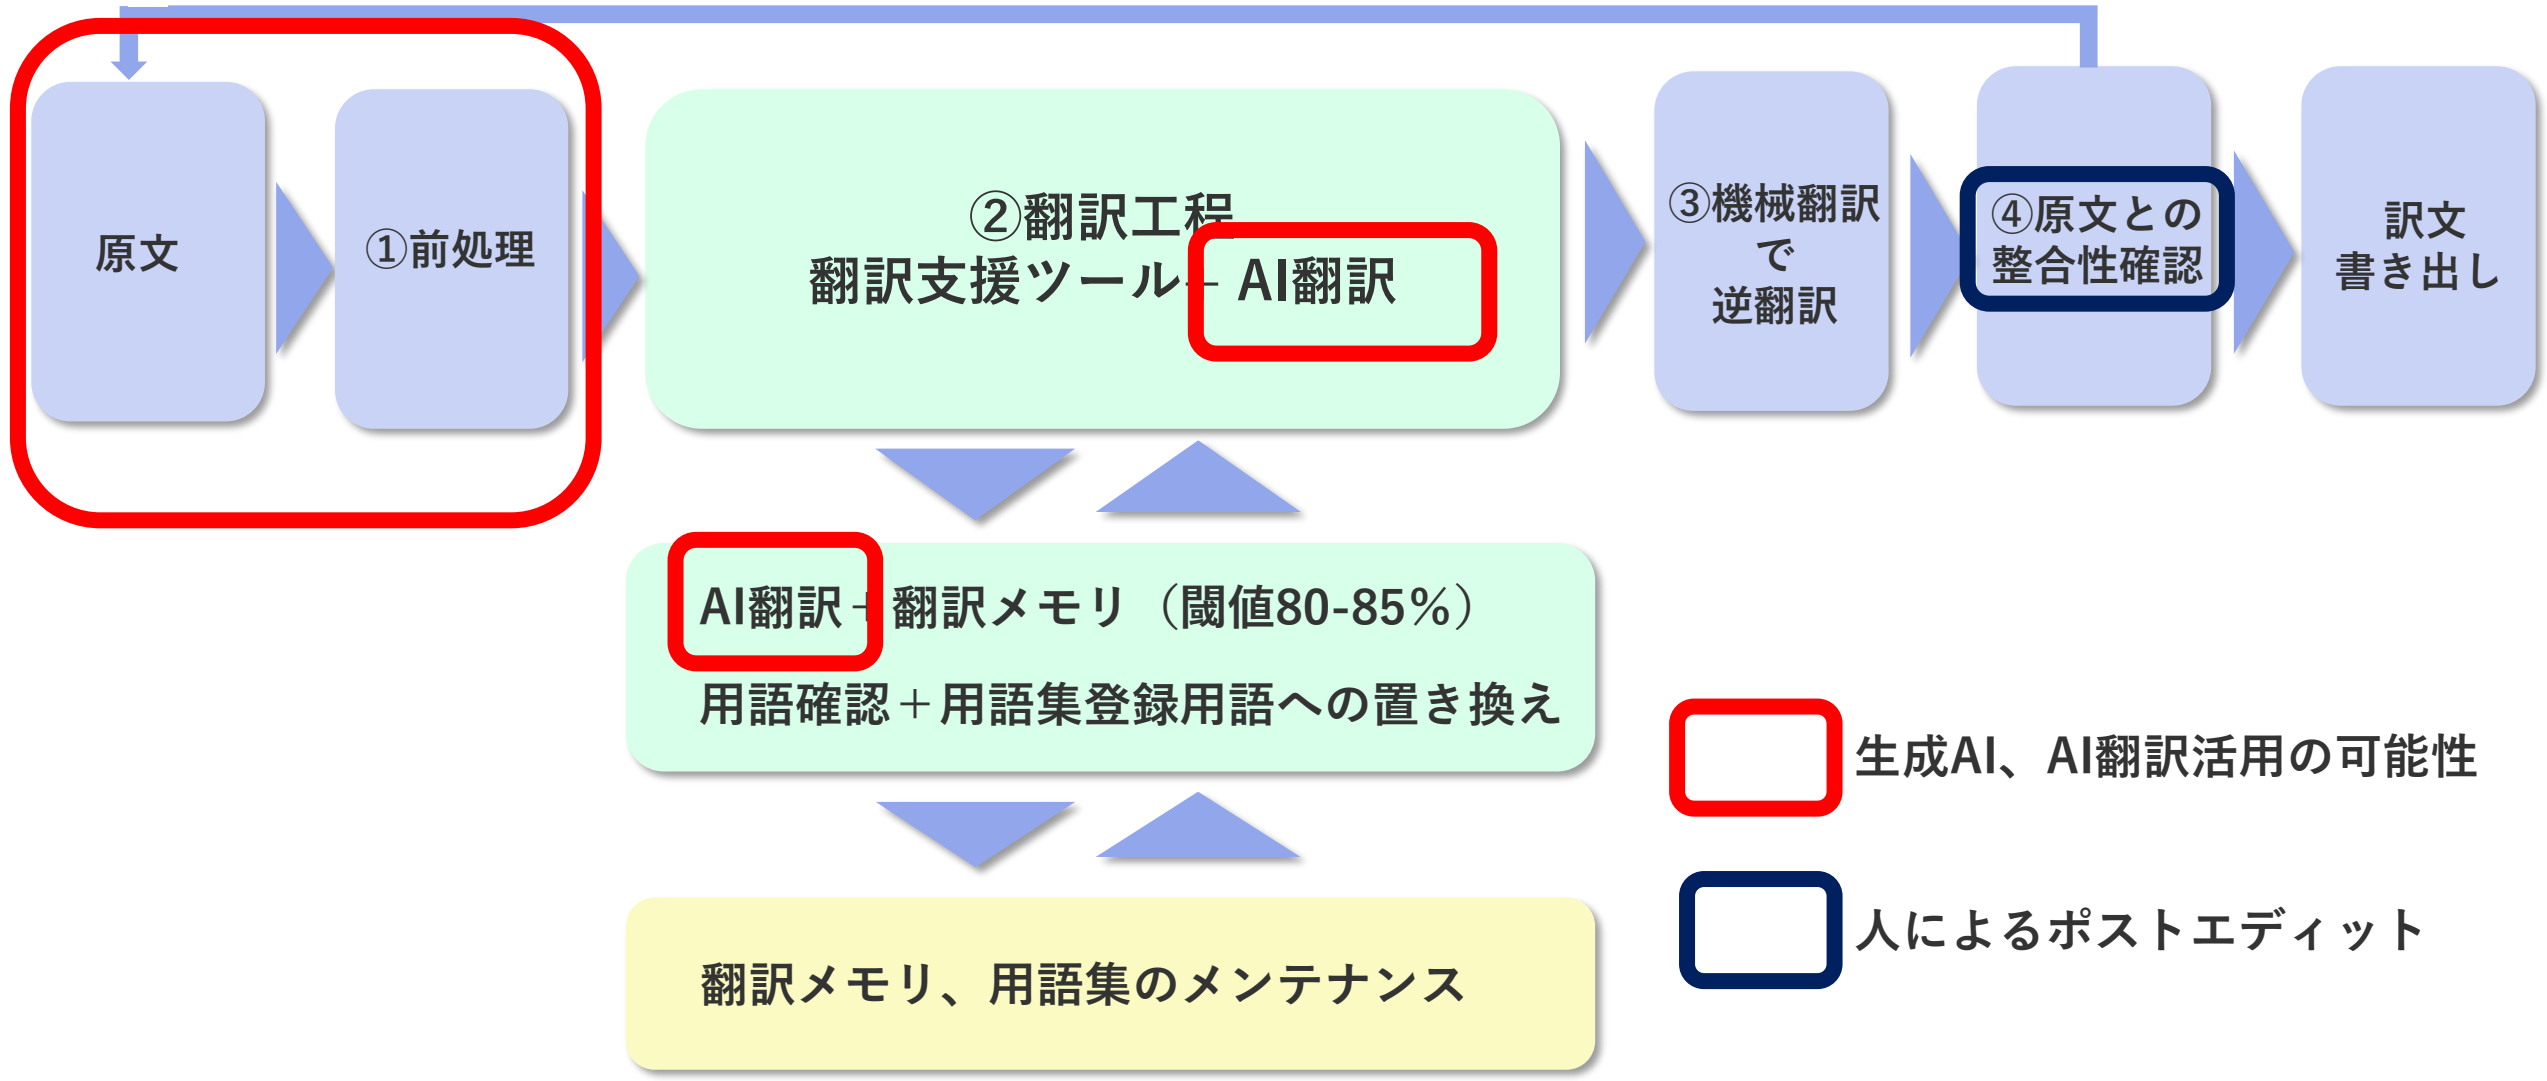 原文
①前処理
②翻訳工程
翻訳支援ツール＋AI翻訳
③機械翻訳
で
逆翻訳
④原文との
整合性確認
訳文
書き出し
AI翻訳＋翻訳メモリ（閾値80-85％）
用語確認＋用語集登録用語への置き換え
翻訳メモリ、用語集のメンテナンス
生成AI、AI翻訳活用の可能性
人によるポストエディット